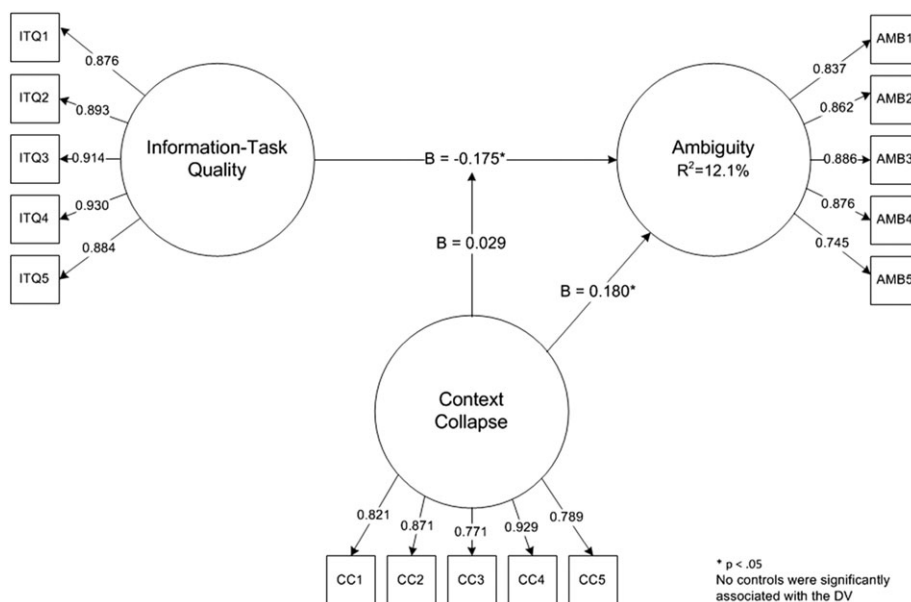 ITQ1
0.876
ITQ2
0.893
ITQ3
0.914
ITQ4
0.930
ITQ5
0.884
Information-Task
Quality
B = -0.175*
B = 0.029
B = 0.180*
Ambiguity
R²=12.1%
AMB1
0.837
AMB2
0.862
AMB3
0.886
AMB4
0.876
AMB5
0.745
Context
Collapse
0.821
0.871
0.771
0.929
0.789
CC1
CC2
CC3
CC4
CC5
* p < .05
No controls were significantly
associated with the DV